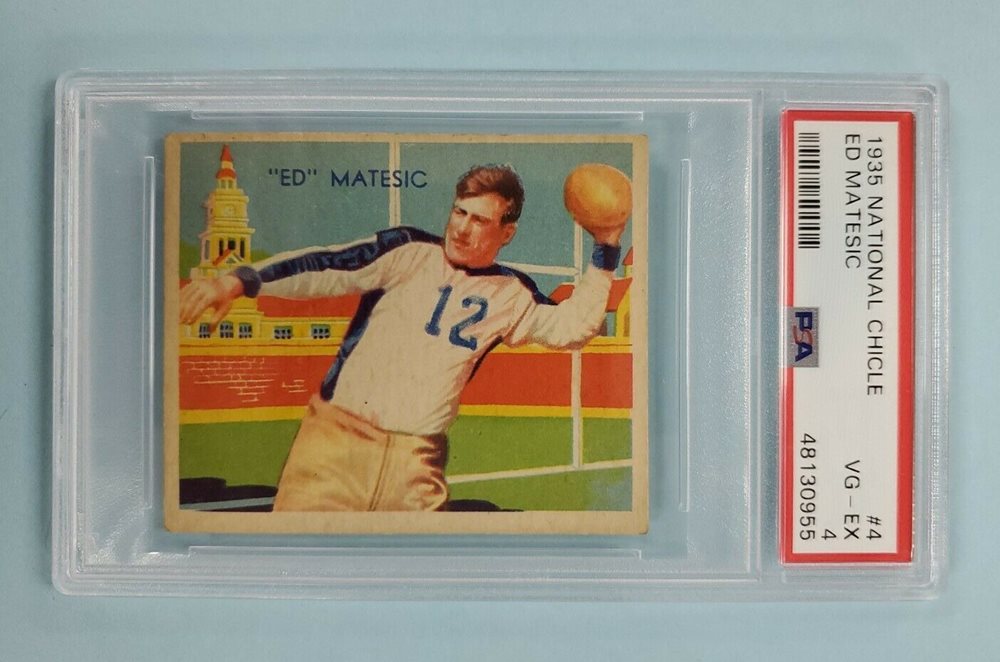 "ED" MATESIC
12
1935 NATIONAL CHICLE #4
ED MATESIC VG-EX
4
PSA 48130955